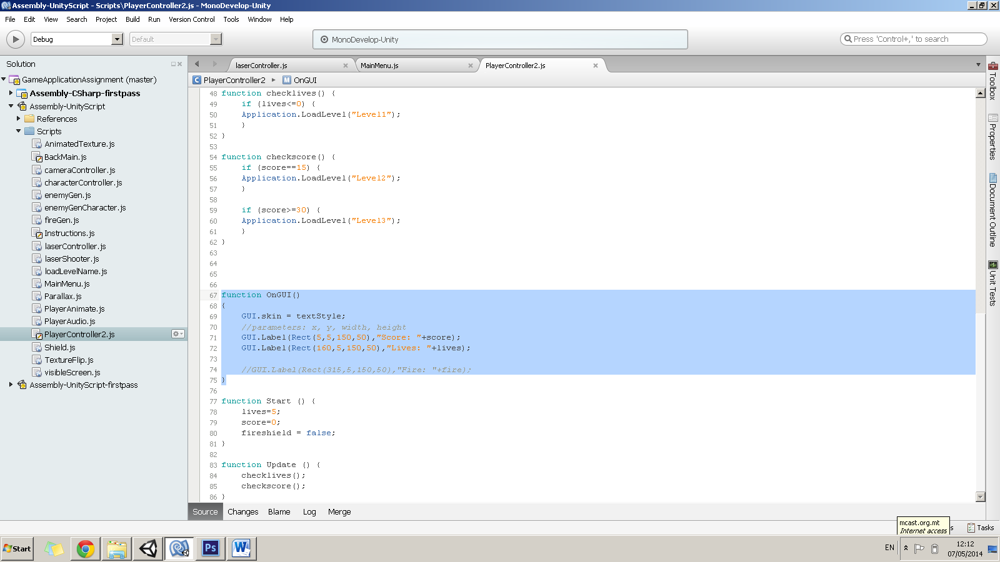 Assembly-UnityScript - Scripts\PlayerController2.js - MonoDevelop-Unity
File Edit View Search Project Build Run Version Control Tools Window Help
Debug Default MonoDevelop-Unity Press 'Control+,' to search
Solution
GameApplicationAssignment (master)
Assembly-CSharp-firstpass
Assembly-UnityScript
References
Scripts
AnimatedTexture.js
BackMain.js
cameraController.js
characterController.js
enemyGen.js
enemyGenCharacter.js
fireGen.js
Instructions.js
laserController.js
laserShooter.js
loadLevelName.js
MainMenu.js
Parallax.js
PlayerAnimate.js
PlayerAudio.js
PlayerController2.js
Shield.js
TextureFlip.js
visibleScreen.js
Assembly-UnityScript-firstpass
laserController.js MainMenu.js PlayerController2.js
C PlayerController2 M OnGUI
48 function checklives() {
49 if (lives<=0) {
50 Application.LoadLevel("Level1");
51 }
52 }
53
54 function checkscore() {
55 if (score==15) {
56 Application.LoadLevel("Level2");
57 }
58
59 if (score>=30) {
60 Application.LoadLevel("Level3");
61 }
62 }
63
64
65
66
67 function OnGUI()
68 {
69 GUI.skin = textStyle;
70 //parameters: x, y, width, height
71 GUI.Label(Rect(5,5,150,50),"Score: "+score);
72 GUI.Label(Rect(160,5,150,50),"Lives: "+lives);
73
74 //GUI.Label(Rect(315,5,150,50),"Fire: "+fire);
75 }
76
77 function Start () {
78 lives=5;
79 score=0;
80 fireshield = false;
81 }
82
83 function Update () {
84 checklives();
85 checkscore();
86 }
Source Changes Blame Log Merge
Toolbox
Properties
Document Outline
Unit Tests
mcast.org.mt
Internet access
s Tasks
Start Ps W EN 12:12
07/05/2014